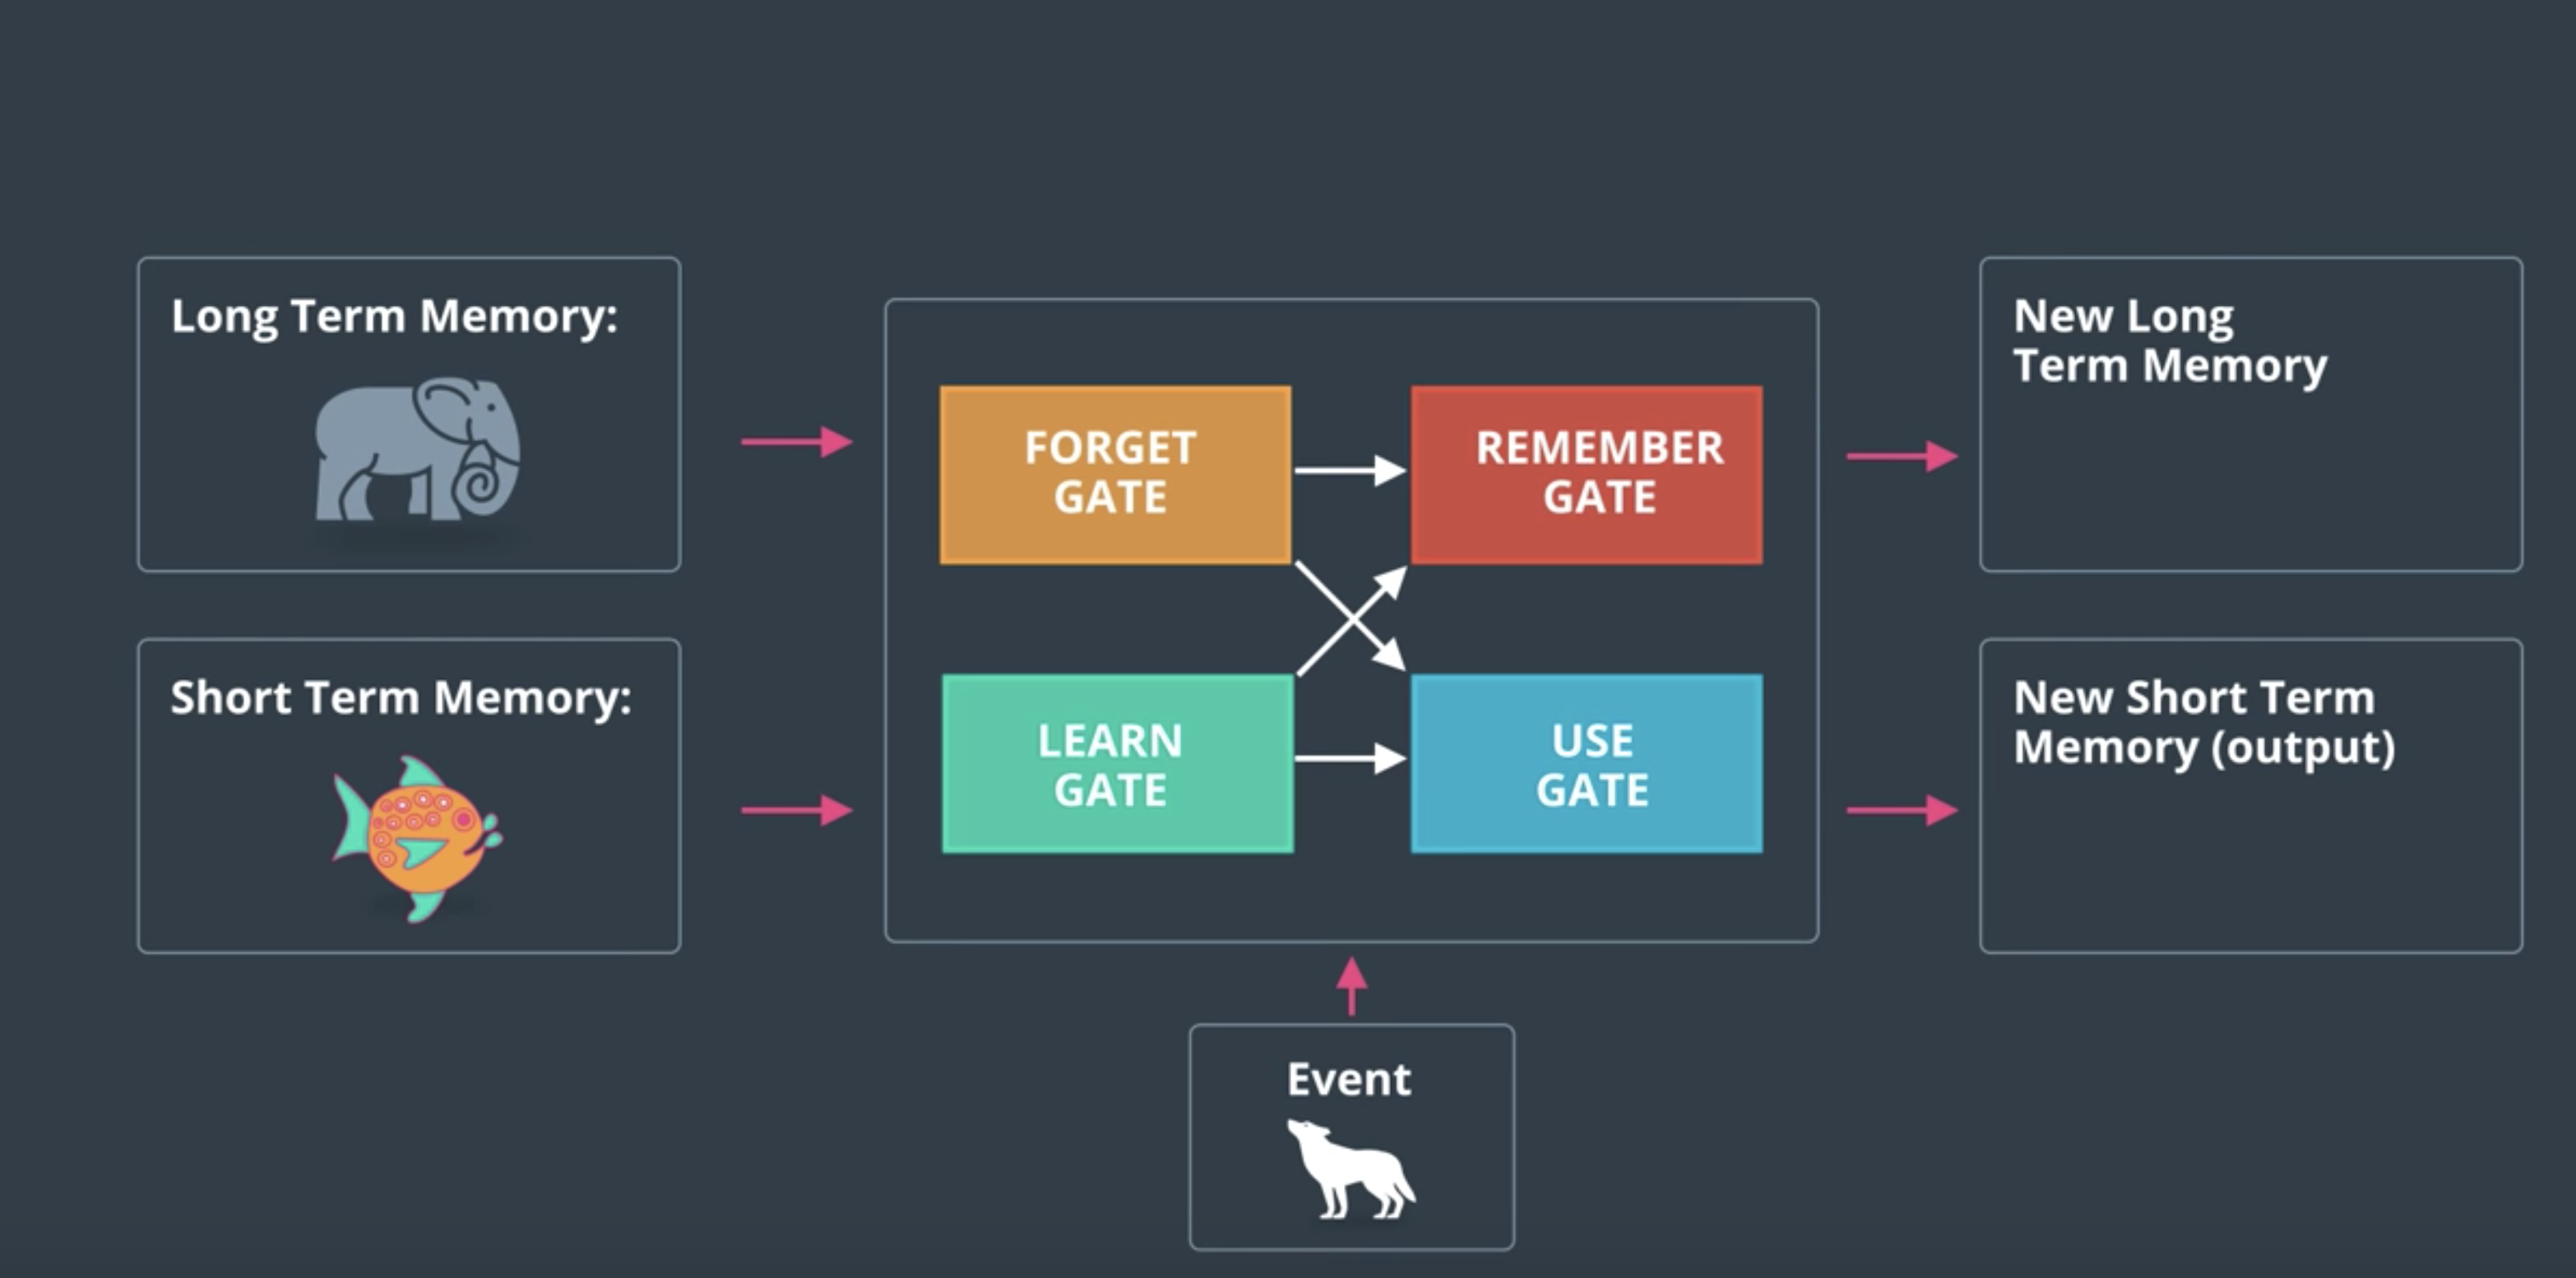 Long Term Memory:
Short Term Memory:
FORGET
GATE
REMEMBER
GATE
LEARN
GATE
USE
GATE
Event
New Long
Term Memory
New Short Term
Memory (output)